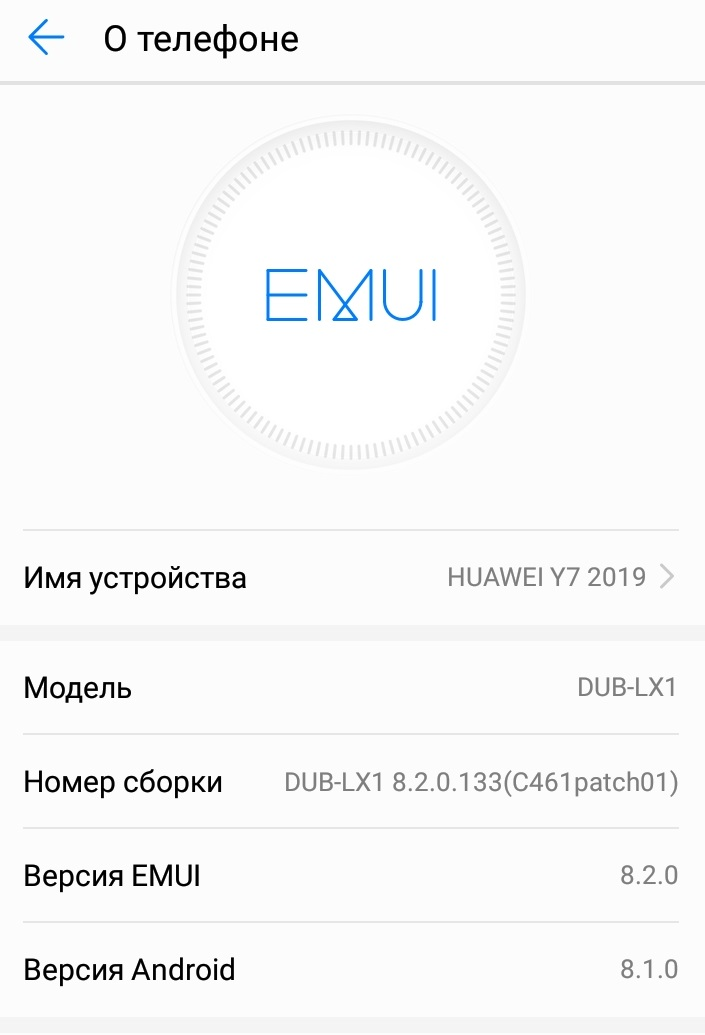 О телефоне
EMUI
Имя устройства HUAWEI Y7 2019
Модель DUB-LX1
Номер сборки DUB-LX1 8.2.0.133(C461patch01)
Версия EMUI 8.2.0
Версия Android 8.1.0